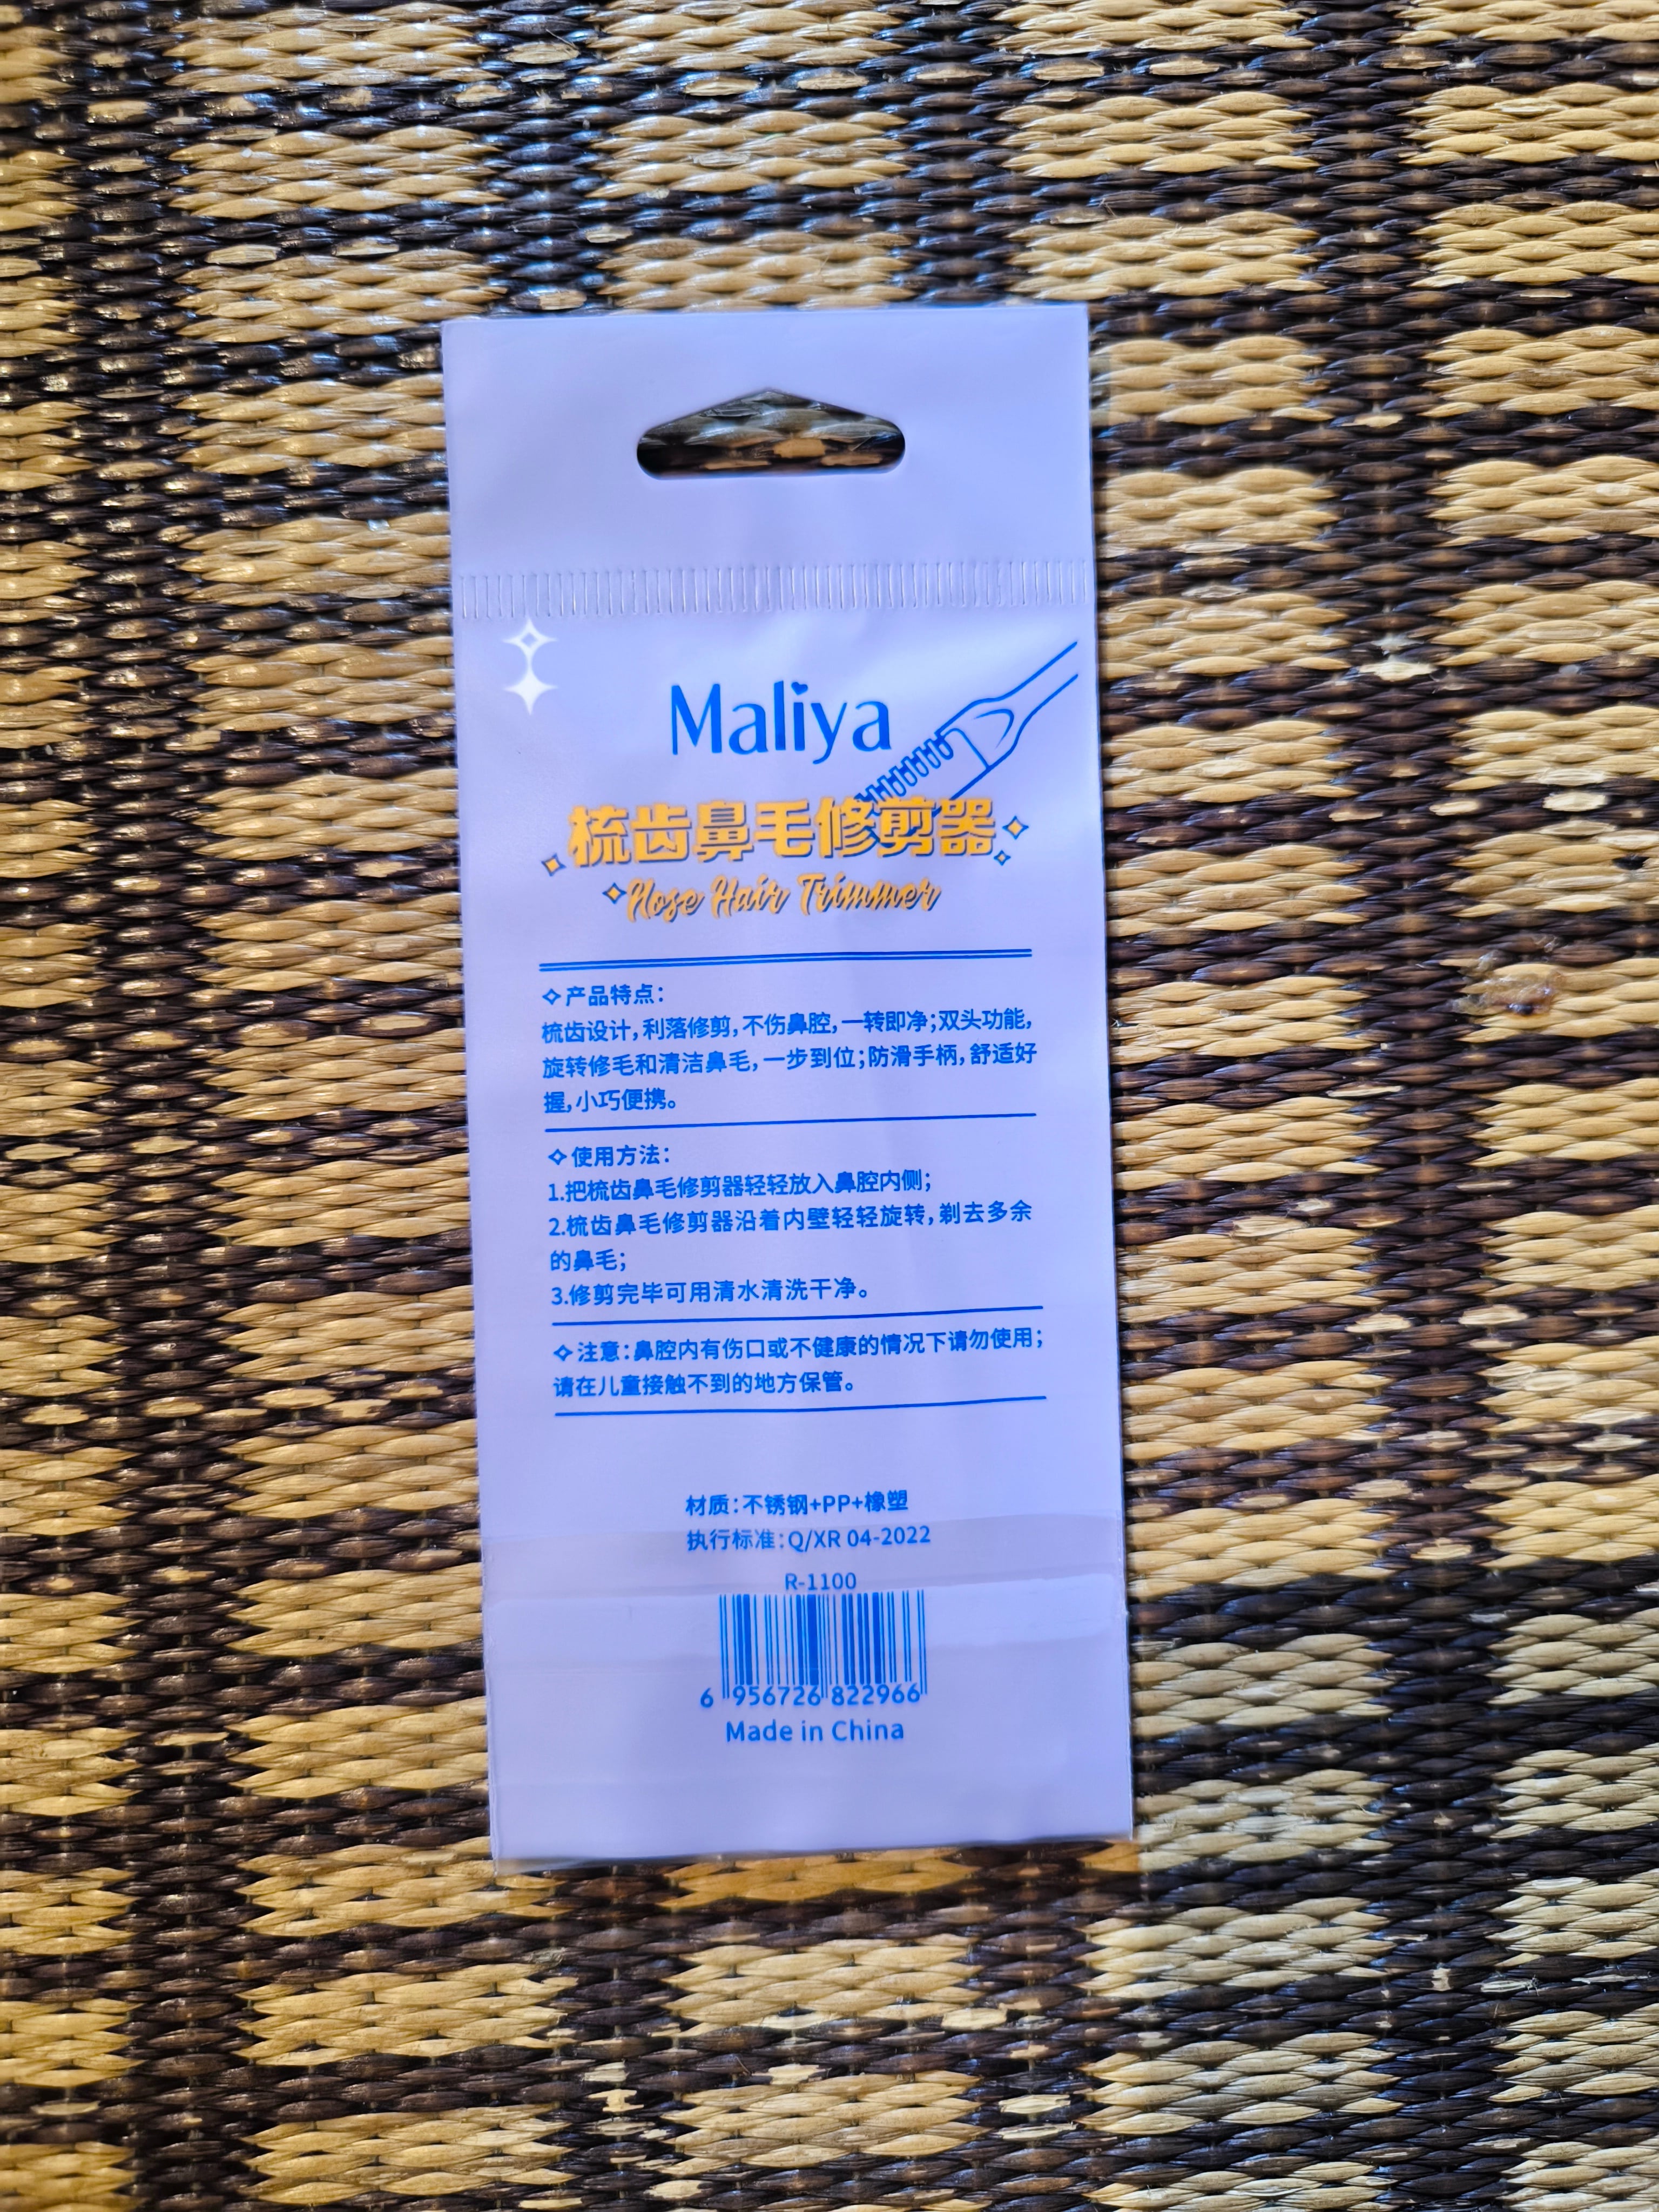 Maliya
梳齿鼻毛修剪器
Nose Hair Trimmer
产品特点：
梳齿设计，利落修剪，不伤鼻腔，一转即净；双头功能，
旋转修毛和清洁鼻毛，一步到位；防滑手柄，舒适好
握，小巧便携。
使用方法：
1.把梳齿鼻毛修剪器轻轻放入鼻腔内侧；
2.梳齿鼻毛修剪器沿着内壁轻轻旋转，剃去多余
的鼻毛；
3.修剪完毕可用清水清洗干净。
注意：鼻腔内有伤口或不健康的情况下请勿使用；
请在儿童接触不到的地方保管。
材质：不锈钢+PP+橡塑
执行标准：Q/XR 04-2022
R-1100
6 956726 822966
Made in China